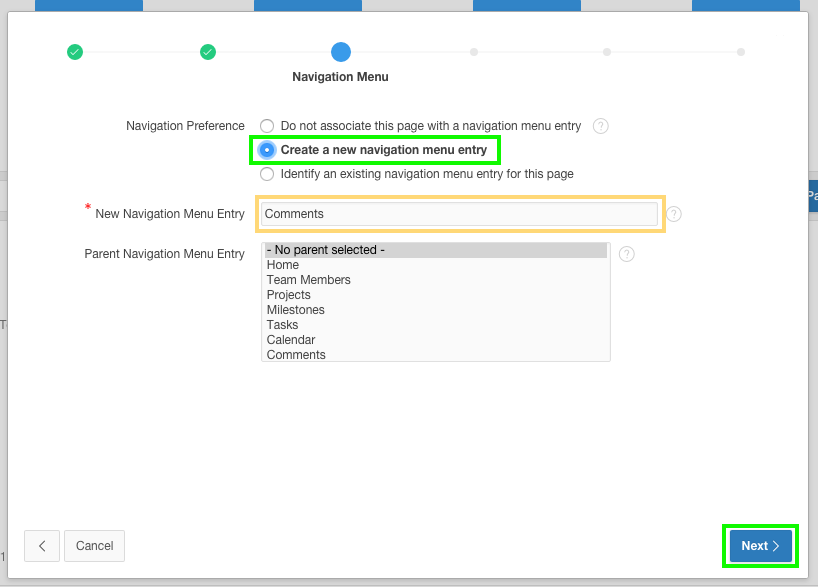 Navigation Menu
Navigation Preference
Do not associate this page with a navigation menu entry ?
Create a new navigation menu entry
Identify an existing navigation menu entry for this page
* New Navigation Menu Entry Comments ?
Parent Navigation Menu Entry - No parent selected - ?
Home
Team Members
Projects
Milestones
Tasks
Calendar
Comments
Cancel
Next